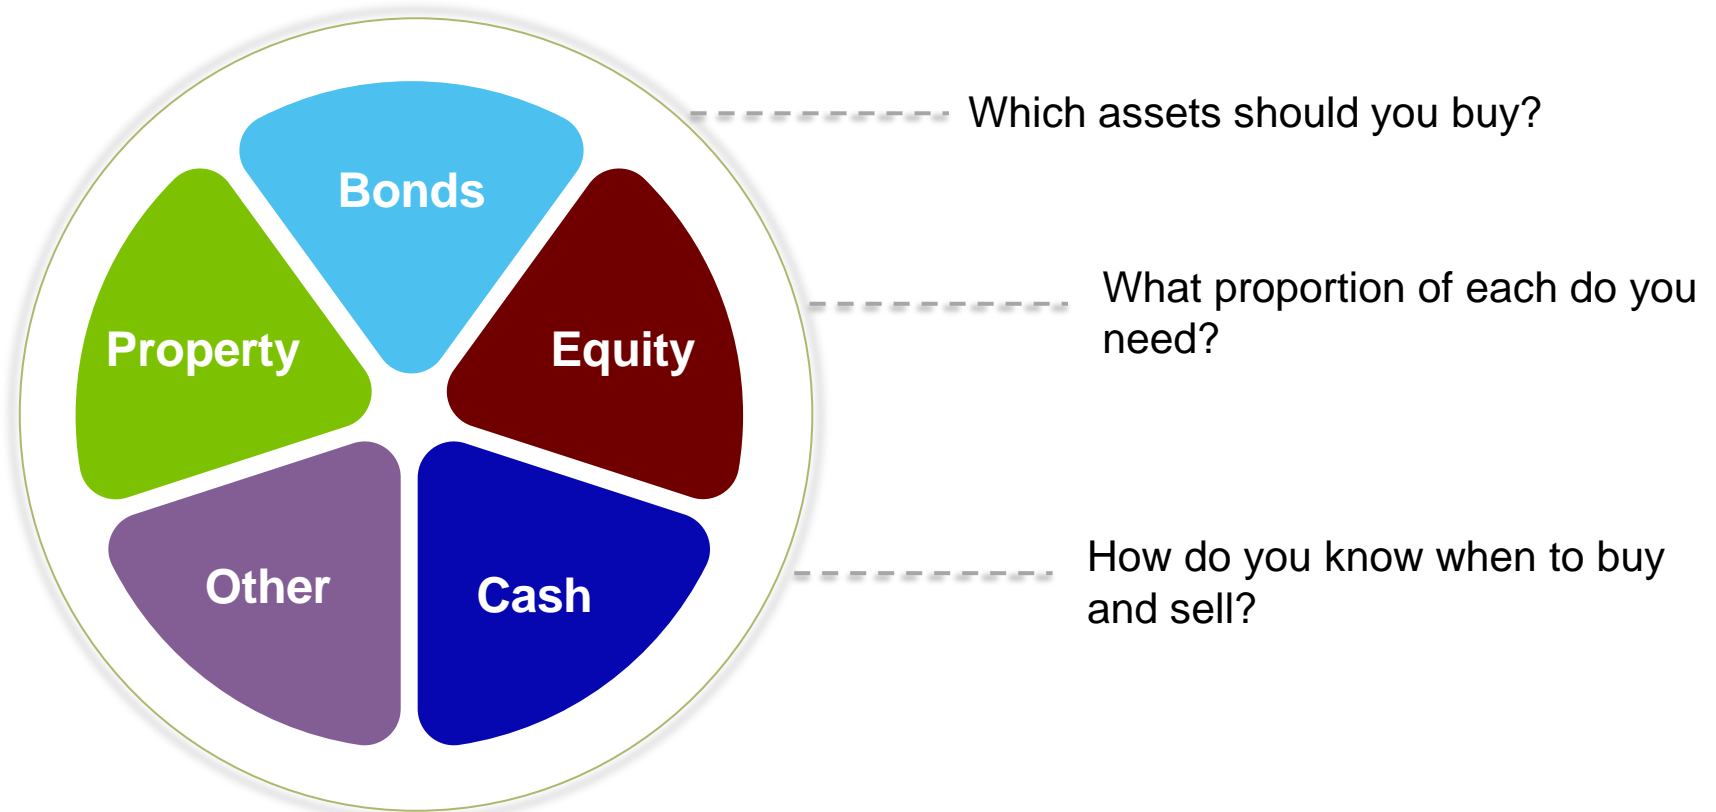 Bonds
Which assets should you buy?
Property
Equity
What proportion of each do you
need?
Other
Cash
How do you know when to buy
and sell?